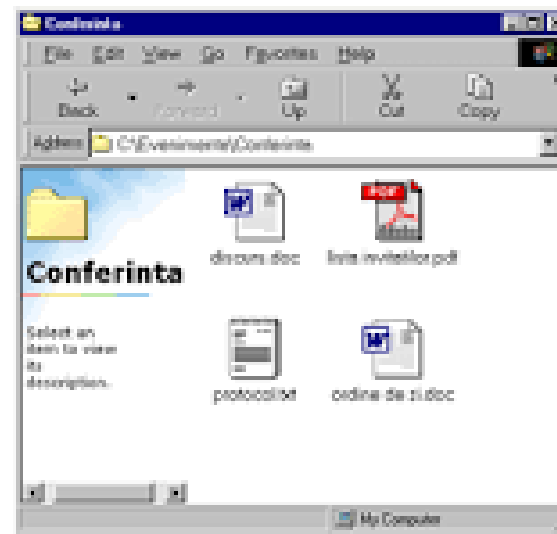 Conferinta
File Edit View Go Favorites Help
Back Forward Up Cut Copy
Address C:\Evenimente\Conferinta
Conferinta
Select an
item to view
its
description.
discurs.doc lista invitatilor.pdf
protocol.txt ordine de zi.doc
My Computer